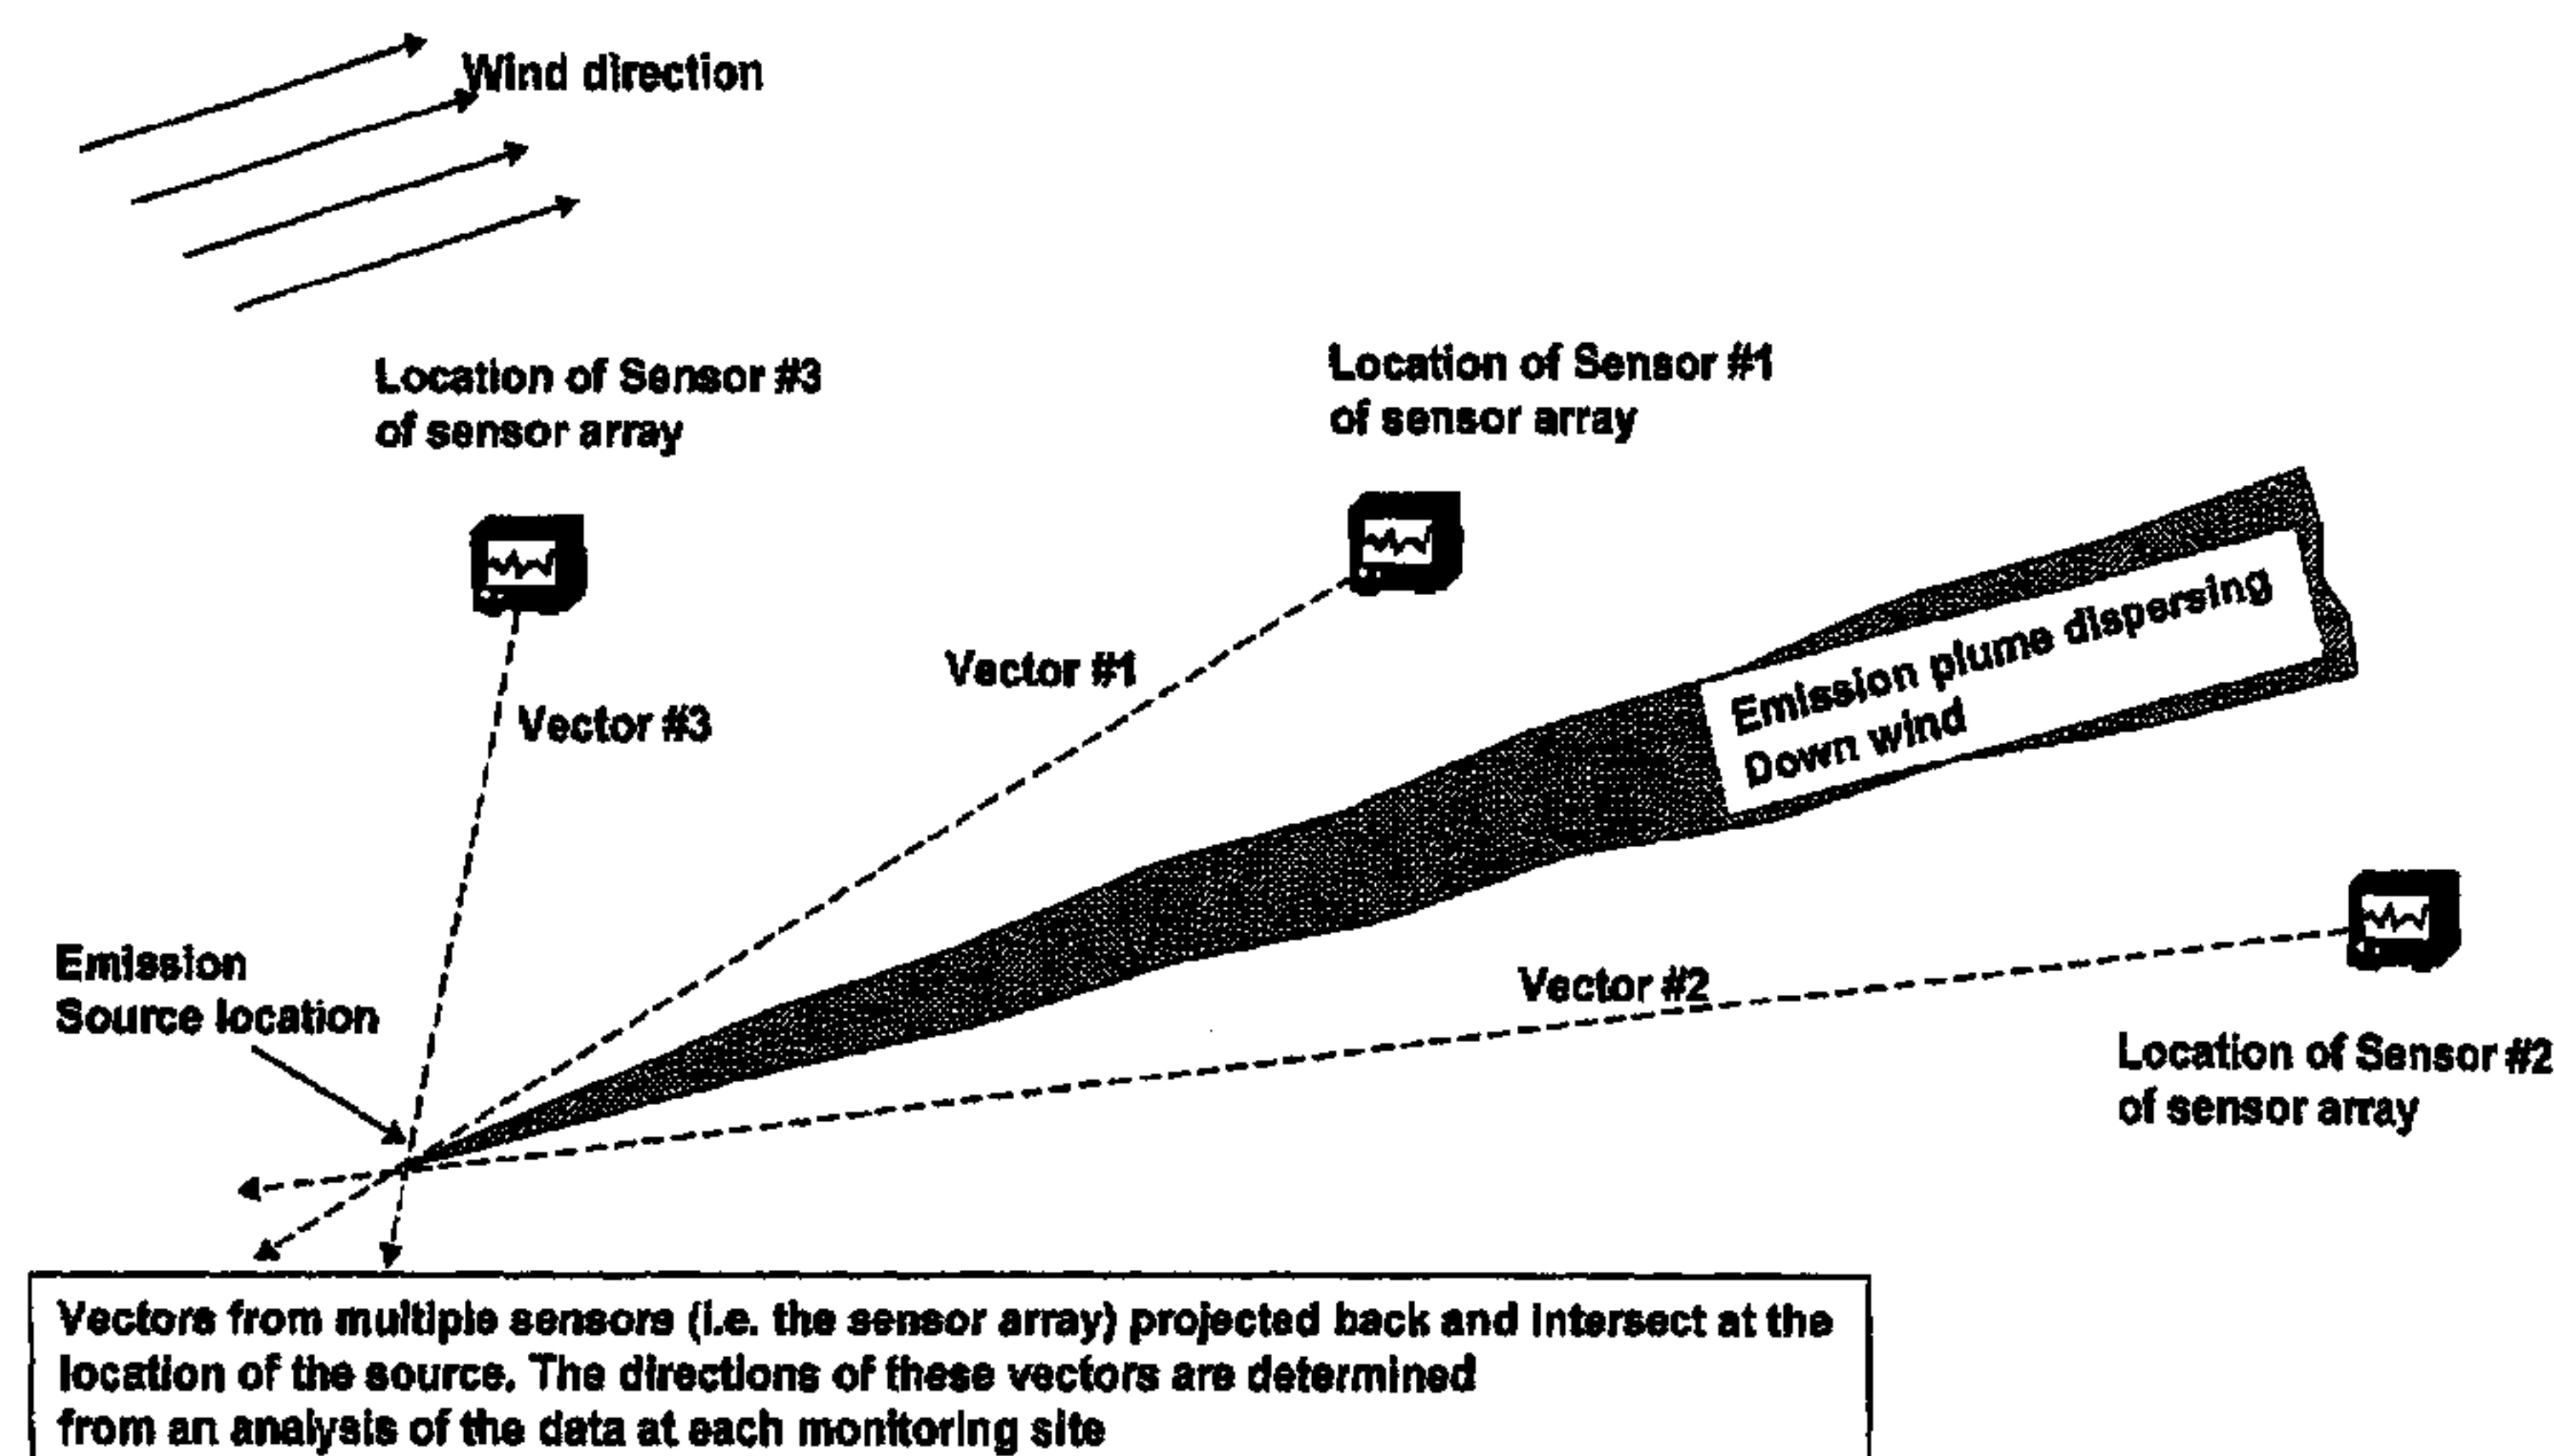 Wind direction
Location of Sensor #3
of sensor array
Location of Sensor #1
of sensor array
Vector #1
Vector #3
Emission plume dispersing
Down wind
Emission
Source location
Vector #2
Location of Sensor #2
of sensor array
Vectors from multiple sensors (i.e. the sensor array) projected back and intersect at the
location of the source. The directions of these vectors are determined
from an analysis of the data at each monitoring site